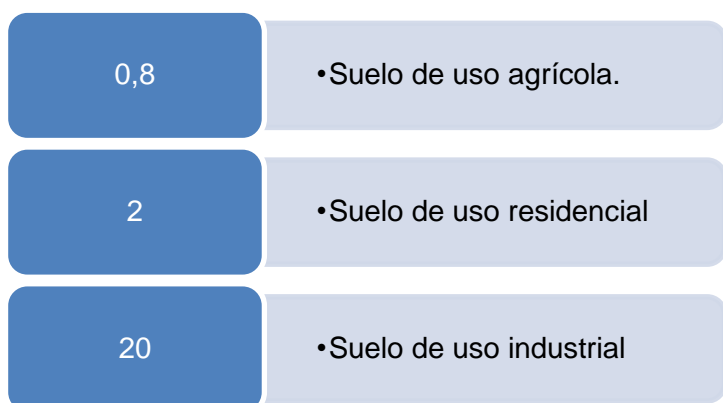 0,8
•Suelo de uso agrícola.
2
•Suelo de uso residencial
20
•Suelo de uso industrial